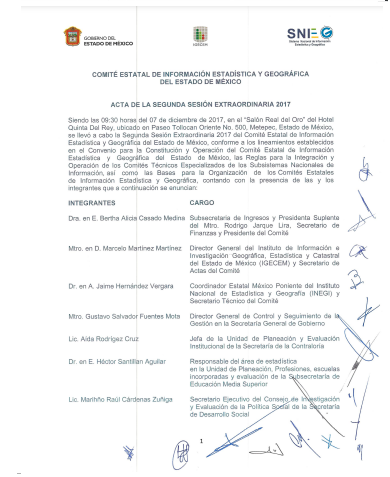 GOBIERNO DEL
ESTADO DE MÉXICO
IGECEM
SNIEG
COMITÉ ESTATAL DE INFORMACIÓN ESTADÍSTICA Y GEOGRÁFICA
DEL ESTADO DE MÉXICO
ACTA DE LA SEGUNDA SESIÓN EXTRAORDINARIA 2017
Siendo las 09:30 horas del 07 de diciembre de 2017, en el "Salón Real del Oro" del Hotel
Quinta Del Rey, ubicado en Paseo Tollocan Oriente No. 500, Metepec, Estado de México,
se llevó a cabo la Segunda Sesión Extraordinaria 2017 del Comité Estatal de Información
Estadística y Geográfica del Estado de México, conforme a los lineamientos establecidos
en el Convenio para la Constitución y Operación del Comité Estatal de Información
Estadística y Geográfica del Estado de México, las Reglas para la Integración y
Operación de los Comités Técnicos Especializados de los Subsistemas Nacionales de
Información, así como las Bases para la Organización de los Comités Estatales
de Información Estadística y Geográfica, contando con la presencia de las y los
integrantes que a continuación se enuncian:
INTEGRANTES CARGO
Dra. en E. Bertha Alicia Casado Medina Subsecretaria de Ingresos y Presidenta Suplente
del Mtro. Rodrigo Jarque Lira, Secretario de
Finanzas y Presidente del Comité
Mtro. en D. Marcelo Martínez Martínez Director General del Instituto de Información e
Investigación Geográfica, Estadística y Catastral
del Estado de México (IGECEM) y Secretario de
Actas del Comité
Dr. en A. Jaime Hernández Vergara Coordinador Estatal México Poniente del Instituto
Nacional de Estadística y Geografía (INEGI) y
Secretario Técnico del Comité
Mtro. Gustavo Salvador Fuentes Mota Director General de Control y Seguimiento de la
Gestión en la Secretaría General de Gobierno
Lic. Aída Rodríguez Cruz Jefa de la Unidad de Planeación y Evaluación
Institucional de la Secretaría de la Contraloría
Dr. en E. Héctor Santillan Aguilar Responsable del área de estadística
en la Unidad de Planeación, Profesiones, escuelas
incorporadas y evaluación de la Subsecretaría de
Educación Media Superior
Lic. Mariñho Raúl Cárdenas Zuñiga Secretario Ejecutivo del Consejo de Investigación
y Evaluación de la Política Social de la Secretaría
de Desarrollo Social
1